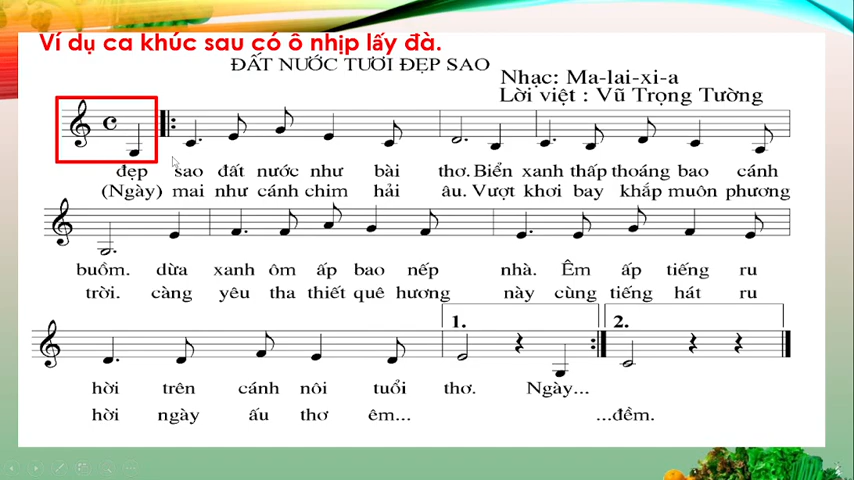 Ví dụ ca khúc sau có ô nhịp lấy đà.
ĐẤT NƯỚC TƯƠI ĐẸP SAO
Nhạc: Ma-lai-xi-a
Lời việt : Vũ Trọng Tường
đẹp sao đất nước như bài thơ. Biển xanh thấp thoáng bao cánh
(Ngày) mai như cánh chim hải âu. Vượt khơi bay khắp muôn phương
buồm. dừa xanh ôm ấp bao nếp nhà. Êm ấp tiếng ru
trời. càng yêu tha thiết quê hương này cùng tiếng hát ru
1. 2.
hời trên cánh nôi tuổi thơ. Ngày...
hời ngày ấu thơ êm... ...đềm.